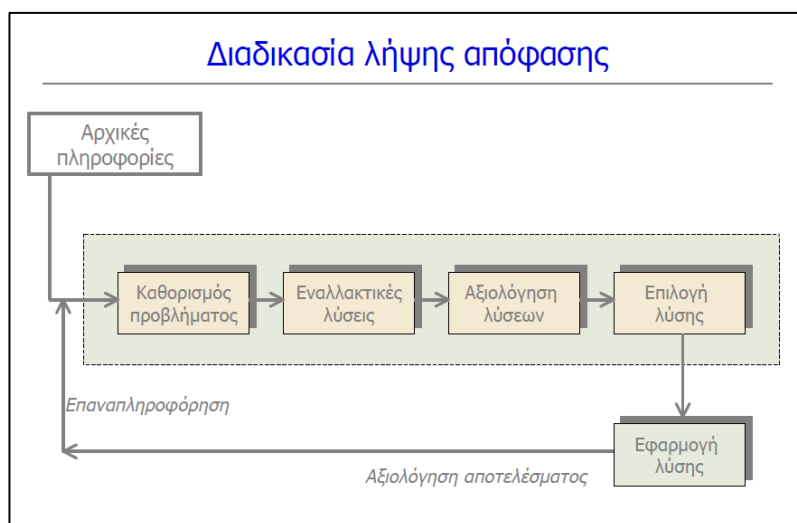 Διαδικασία λήψης απόφασης
Αρχικές
πληροφορίες
Καθορισμός
προβλήματος
Εναλλακτικές
λύσεις
Αξιολόγηση
λύσεων
Επιλογή
λύσης
Επαναπληροφόρηση
Εφαρμογή
λύσης
Αξιολόγηση αποτελέσματος